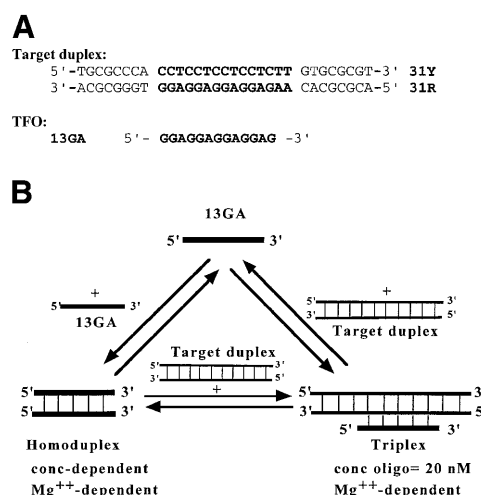 A
Target duplex:
5'-TGCGCCCA CCTCCTCCTCCTCTT GTGCGCGT-3' 31Y
3'-ACGCGGGT GGAGGAGGAGGAGAA CACGCGCA-5' 31R
TFO:
13GA 5'- GGAGGAGGAGGAG -3'
B
13GA
5' 3'
+
5' 3'
13GA
+
5' 3'
3' 5'
Target duplex
Target duplex
5' 3'
3' 5'
+
5' 3'
5' 3'
Homoduplex
conc-dependent
Mg++-dependent
5' 3'
3' 5'
5' 3'
Triplex
conc oligo= 20 nM
Mg++-dependent